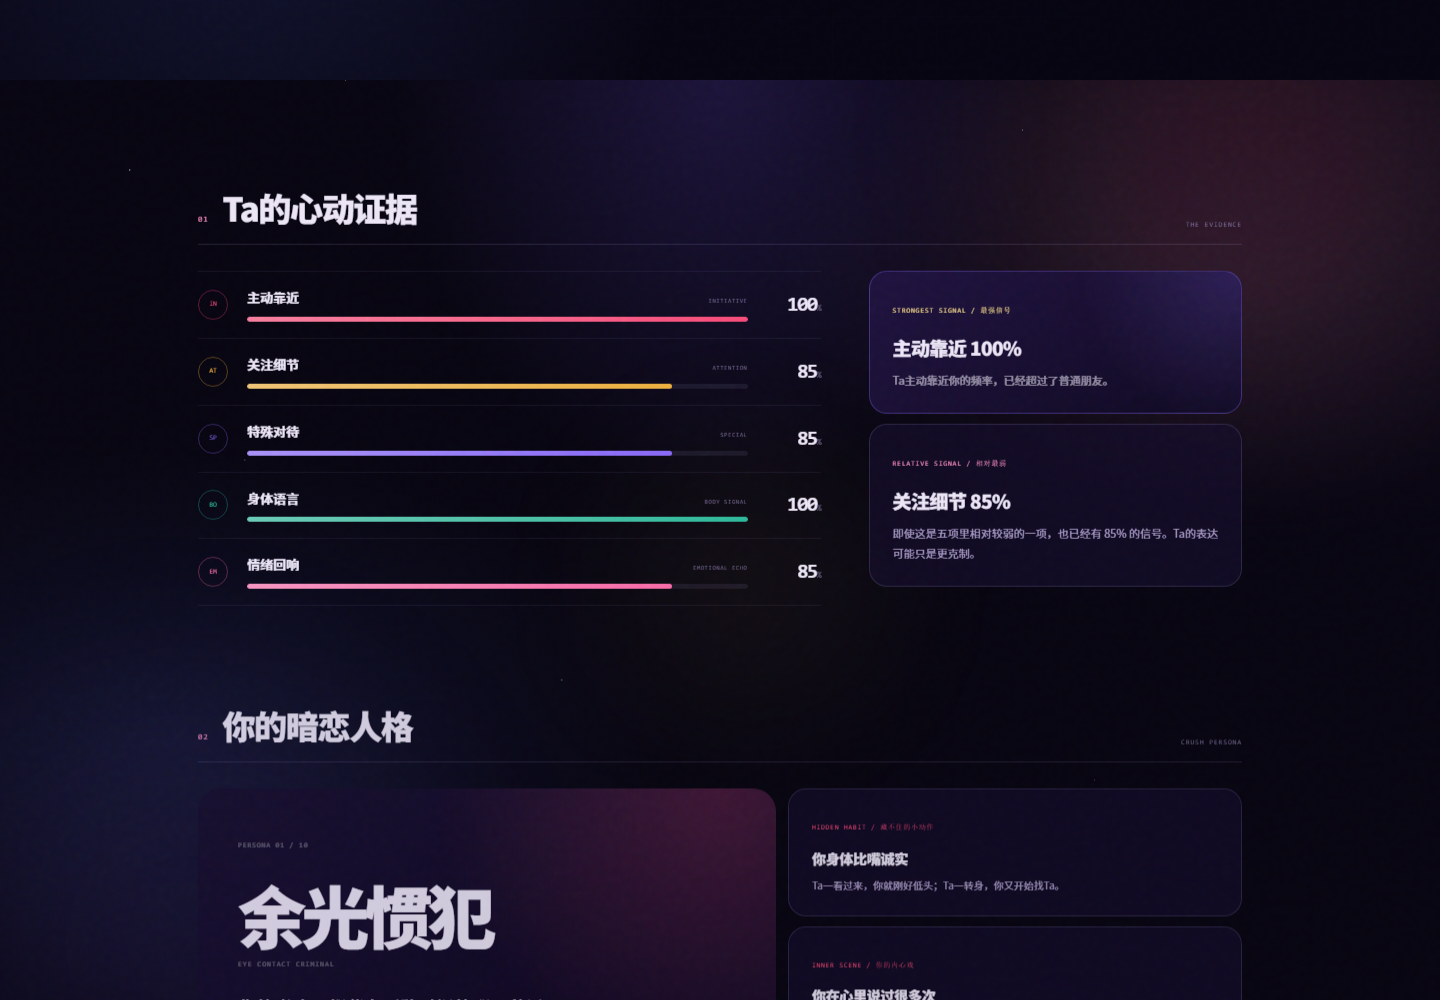 01 Ta的心动证据
THE EVIDENCE
IN 主动靠近 INITIATIVE 100%
AT 关注细节 ATTENTION 85%
SP 特殊对待 SPECIAL 85%
BO 身体语言 BODY SIGNAL 100%
EM 情绪回响 EMOTIONAL ECHO 85%
STRONGEST SIGNAL / 最强信号
主动靠近 100%
Ta主动靠近你的频率，已经超过了普通朋友。
RELATIVE SIGNAL / 相对最弱
关注细节 85%
即使这是五项里相对较弱的一项，也已经有 85% 的信号。Ta的表达
可能只是更克制。
02 你的暗恋人格
CRUSH PERSONA
PERSONA 01 / 10
余光惯犯
EYE CONTACT CRIMINAL
HIDDEN HABIT / 藏不住的小动作
你身体比嘴诚实
Ta一看过来，你就刚好低头；Ta一转身，你又开始找Ta。
INNER SCENE / 你的内心戏
你在心里说过很多次